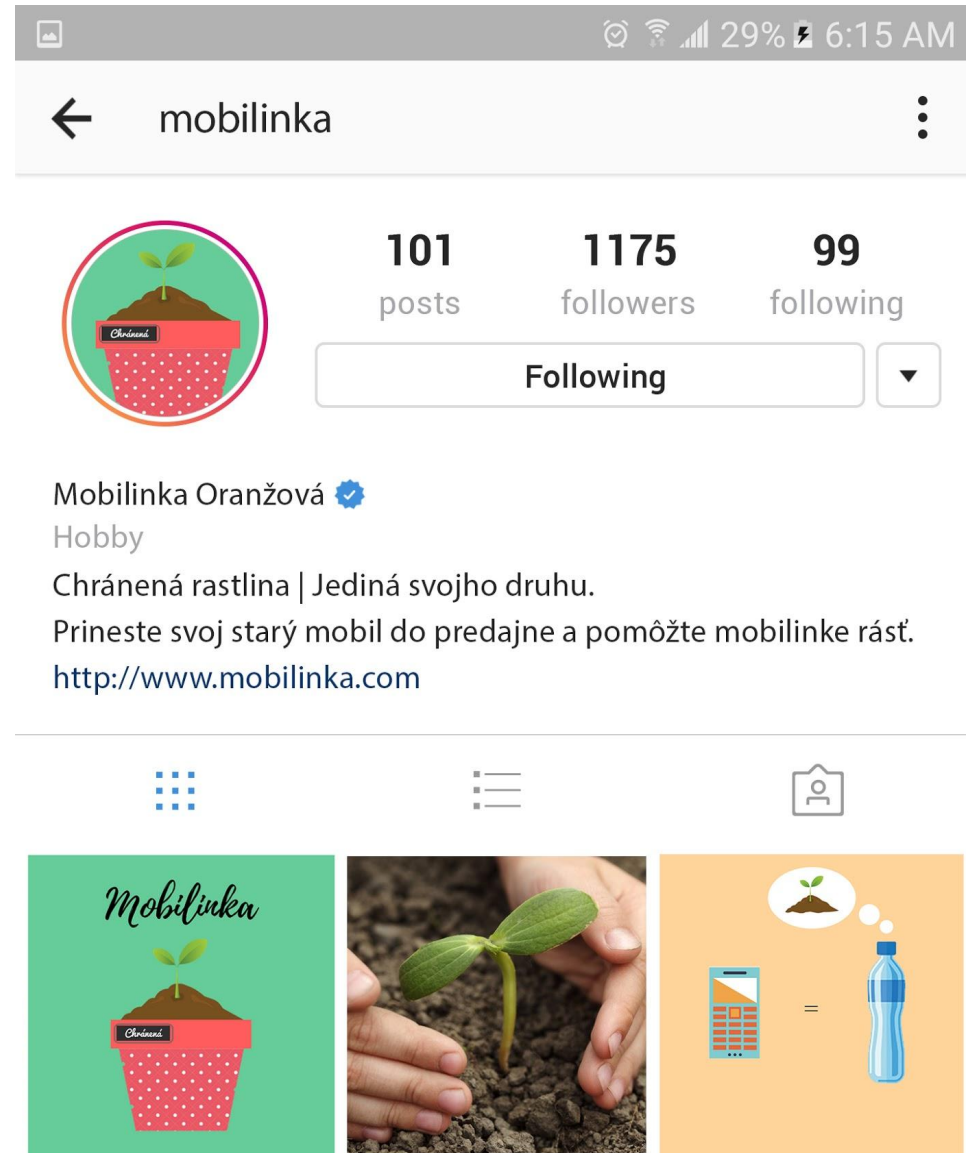 29% 6:15 AM
mobilinka
101 1175 99
posts followers following
Chránená
Following
Mobilinka Oranžová
Hobby
Chránená rastlina | Jediná svojho druhu.
Prineste svoj starý mobil do predajne a pomôžte mobilinke rásť.
http://www.mobilinka.com
Mobilinka
Chránená
=